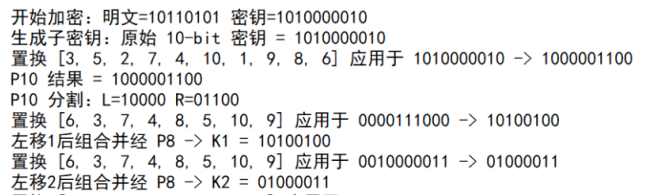 开始加密：明文=10110101 密钥=1010000010
生成子密钥：原始 10-bit 密钥 = 1010000010
置换 [3, 5, 2, 7, 4, 10, 1, 9, 8, 6] 应用于 1010000010 -> 1000001100
P10 结果 = 1000001100
P10 分割：L=10000 R=01100
置换 [6, 3, 7, 4, 8, 5, 10, 9] 应用于 0000111000 -> 10100100
左移1后组合并经 P8 -> K1 = 10100100
置换 [6, 3, 7, 4, 8, 5, 10, 9] 应用于 0010000011 -> 01000011
左移2后组合并经 P8 -> K2 = 01000011